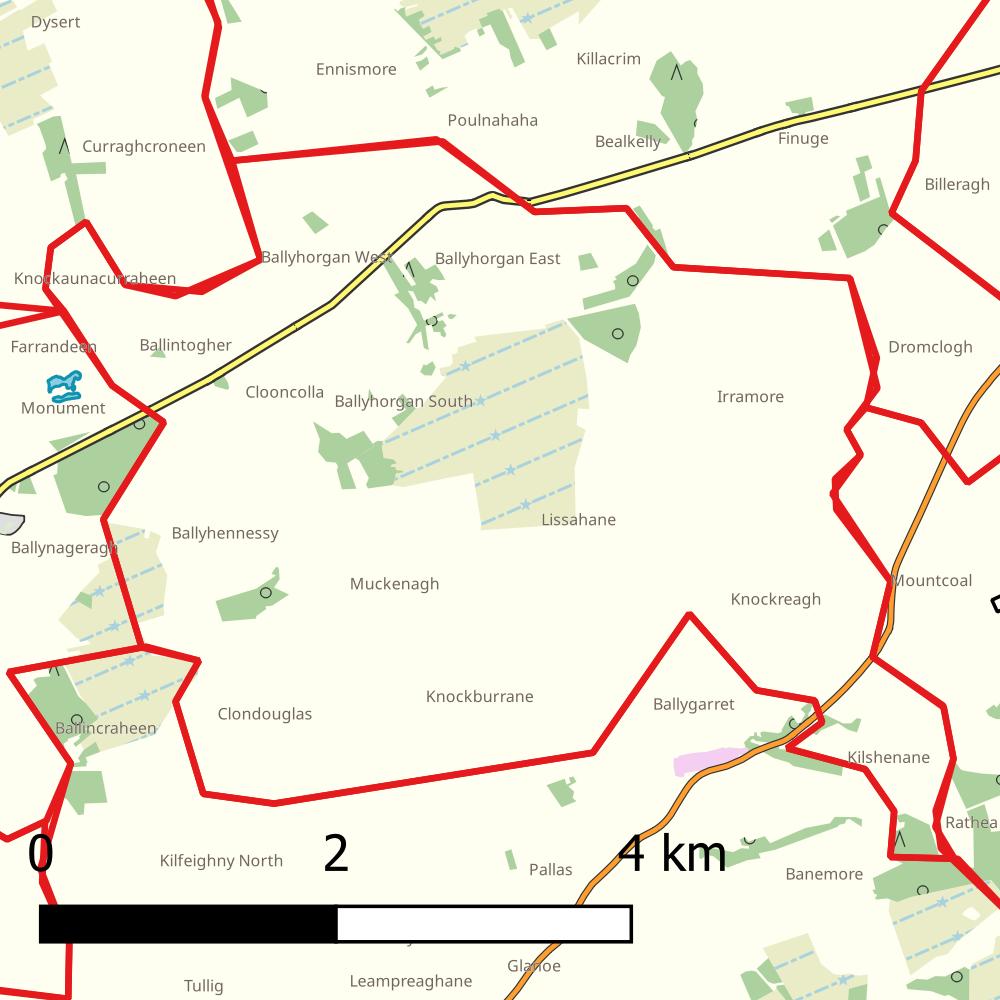 Dysert
Ennismore
Killacrim
Poulnahaha
Bealkelly
Finuge
Curraghcroneen
Billeragh
Ballyhorgan West
Ballyhorgan East
Knockaunacurraheen
Farrandeen
Ballintogher
Dromclogh
Monument
Clooncolla
Ballyhorgan South
Irramore
Lissahane
Ballyhennessy
Ballynageragh
Muckenagh
Mountcoal
Knockreagh
Knockburrane
Ballygarret
Clondouglas
Ballincraheen
Kilshenane
Rathea
0 2 4 km
Kilfeighny North
Pallas
Banemore
Glanoe
Leampreaghane
Tullig